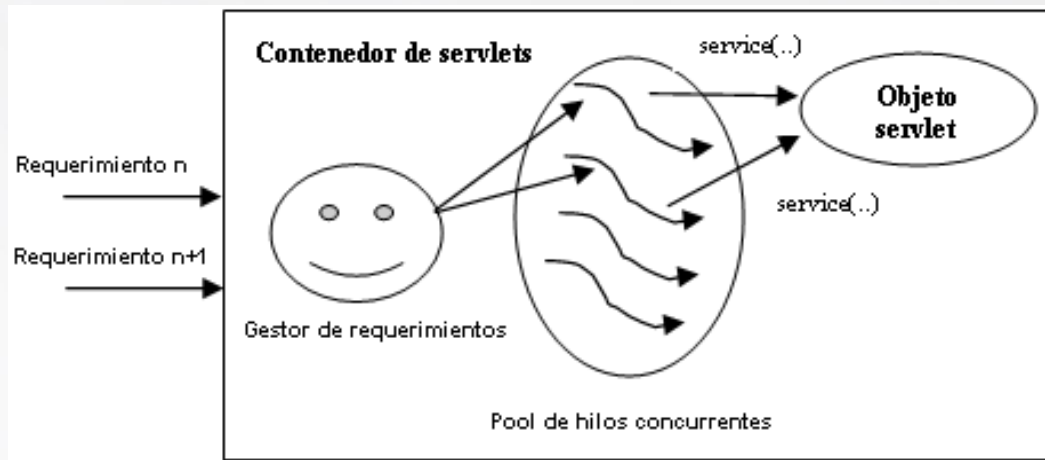 Contenedor de servlets
service(..)
Objeto
servlet
Requerimiento n
service(..)
Requerimiento n+1
Gestor de requerimientos
Pool de hilos concurrentes